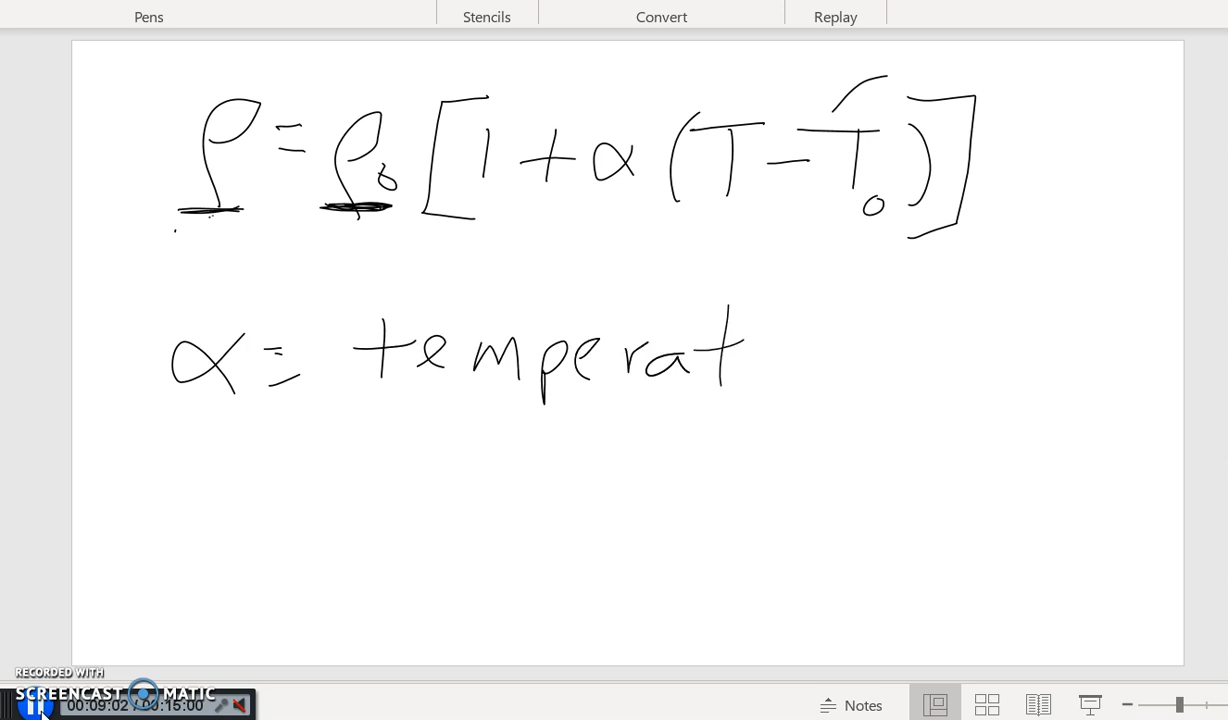 Pens Stencils Convert Replay
ρ = ρ₀ [1 + α (T - T₀)]
α = temperat
RECORDED WITH
SCREENCAST MATIC
00:09:02 / 00:15:00
Notes